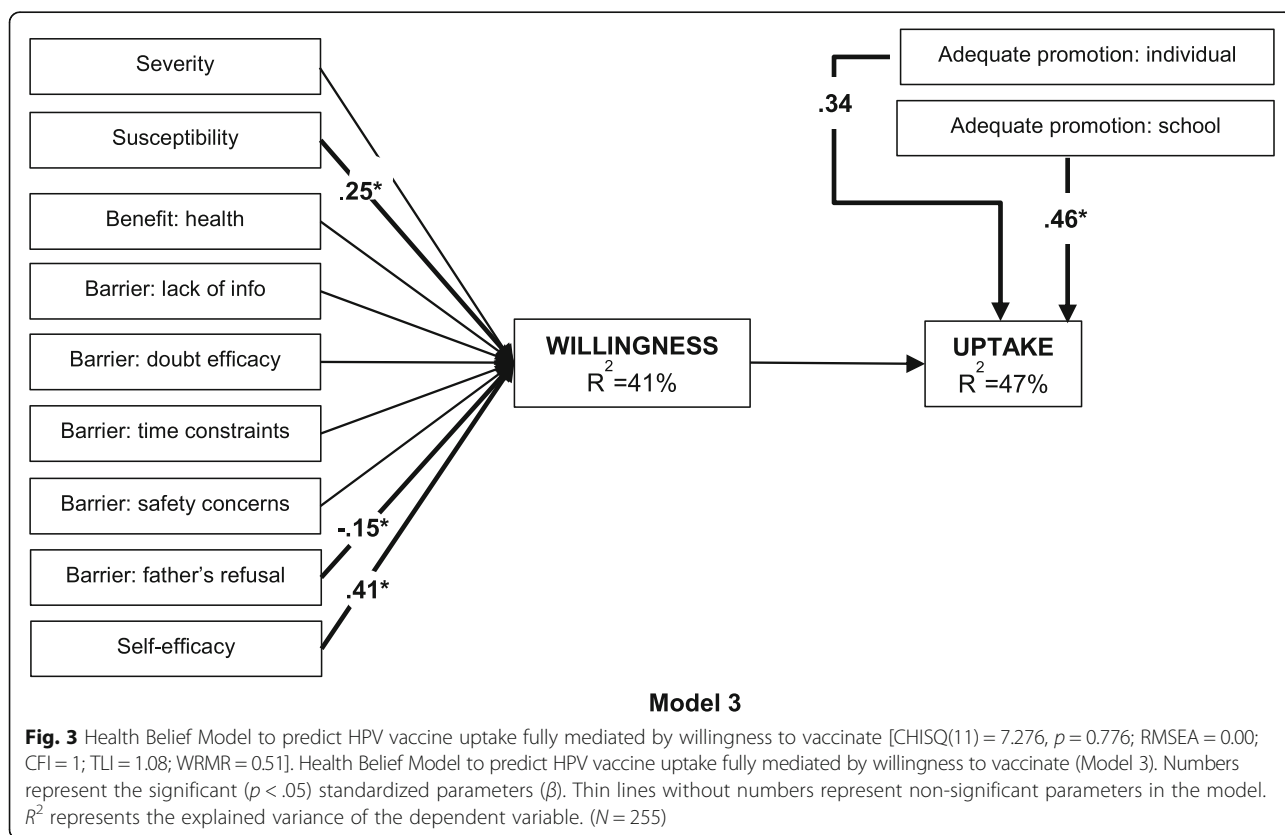 Severity
Susceptibility
Benefit: health
Barrier: lack of info
Barrier: doubt efficacy
Barrier: time constraints
Barrier: safety concerns
Barrier: father's refusal
Self-efficacy
.25*
-.15*
.41*
WILLINGNESS
R²=41%
Adequate promotion: individual
Adequate promotion: school
.34
.46*
UPTAKE
R²=47%
Model 3
Fig. 3 Health Belief Model to predict HPV vaccine uptake fully mediated by willingness to vaccinate [CHISQ(11) = 7.276, p = 0.776; RMSEA = 0.00;
CFI = 1; TLI = 1.08; WRMR = 0.51]. Health Belief Model to predict HPV vaccine uptake fully mediated by willingness to vaccinate (Model 3). Numbers
represent the significant (p < .05) standardized parameters (β). Thin lines without numbers represent non-significant parameters in the model.
R² represents the explained variance of the dependent variable. (N = 255)